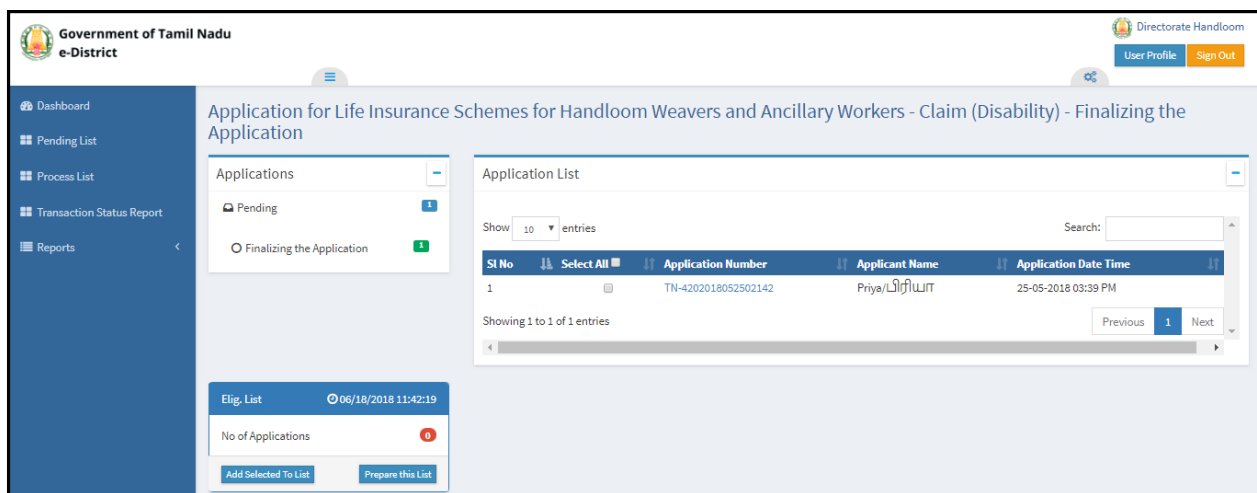 Government of Tamil Nadu
e-District
Directorate Handloom
User Profile
Sign Out
Dashboard
Pending List
Process List
Transaction Status Report
Reports
Application for Life Insurance Schemes for Handloom Weavers and Ancillary Workers - Claim (Disability) - Finalizing the
Application
Applications
Pending 1
Finalizing the Application 1
Application List
Show 10 entries
Search:
Sl No Select All Application Number Applicant Name Application Date Time
1 TN-4202018052502142 Priya/பிரியா 25-05-2018 03:39 PM
Showing 1 to 1 of 1 entries
Previous 1 Next
Elig. List 06/18/2018 11:42:19
No of Applications 0
Add Selected To List Prepare this List